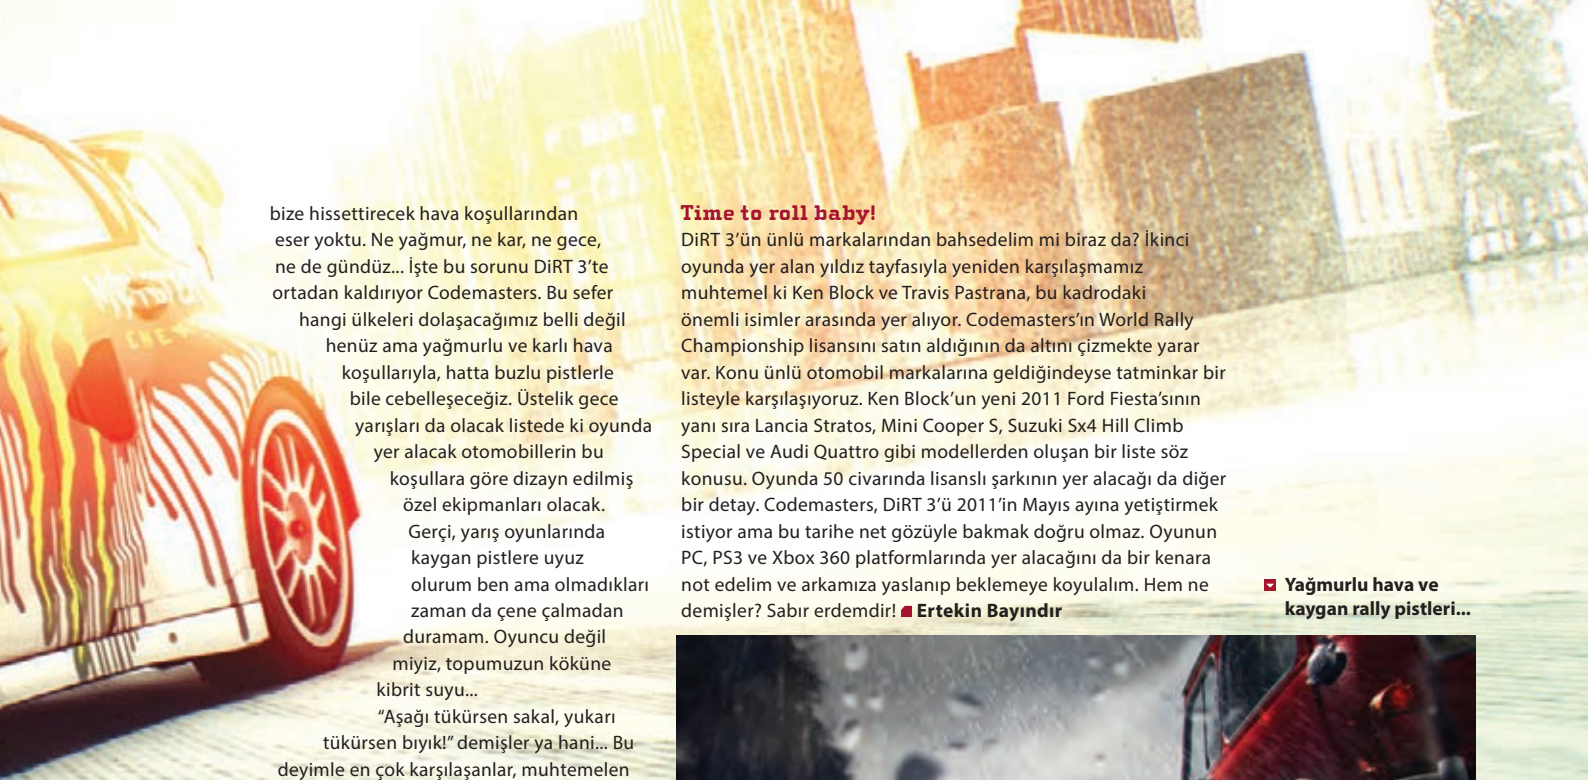 bize hissettirecek hava koşullarından
eser yoktu. Ne yağmur, ne kar, ne gece,
ne de gündüz... İşte bu sorunu DiRT 3’te
ortadan kaldırıyor Codemasters. Bu sefer
hangi ülkeleri dolaşacağımız belli değil
henüz ama yağmurlu ve karlı hava
koşullarıyla, hatta buzlu pistlerle
bile cebelleşeceğiz. Üstelik gece
yarışları da olacak listede ki oyunda
yer alacak otomobillerin bu
koşullara göre dizayn edilmiş
özel ekipmanları olacak.
Gerçi, yarış oyunlarında
kaygan pistlere uyuz
olurum ben ama olmadıkları
zaman da çene çalmadan
duramam. Oyuncu değil
miyiz, topumuzun köküne
kibrit suyu...
“Aşağı tükürsen sakal, yukarı
tükürsen bıyık!” demişler ya hani... Bu
deyimle en çok karşılaşanlar, muhtemelen
Time to roll baby!
DiRT 3’ün ünlü markalarından bahsedelim mi biraz da? İkinci
oyunda yer alan yıldız tayfasıyla yeniden karşılaşmamız
muhtemel ki Ken Block ve Travis Pastrana, bu kadrodaki
önemli isimler arasında yer alıyor. Codemasters’ın World Rally
Championship lisansını satın aldığının da altını çizmekte yarar
var. Konu ünlü otomobil markalarına geldiğindeyse tatminkar bir
listeyle karşılaşıyoruz. Ken Block’un yeni 2011 Ford Fiesta’sının
yanı sıra Lancia Stratos, Mini Cooper S, Suzuki Sx4 Hill Climb
Special ve Audi Quattro gibi modellerden oluşan bir liste söz
konusu. Oyunda 50 civarında lisanslı şarkının yer alacağı da diğer
bir detay. Codemasters, DiRT 3’ü 2011’in Mayıs ayına yetiştirmek
istiyor ama bu tarihe net gözüyle bakmak doğru olmaz. Oyunun
PC, PS3 ve Xbox 360 platformlarında yer alacağını da bir kenara
not edelim ve arkamıza yaslanıp beklemeye koyulalım. Hem ne
demişler? Sabır erdemdir! Ertekin Bayındır
Yağmurlu hava ve
kaygan rally pistleri...